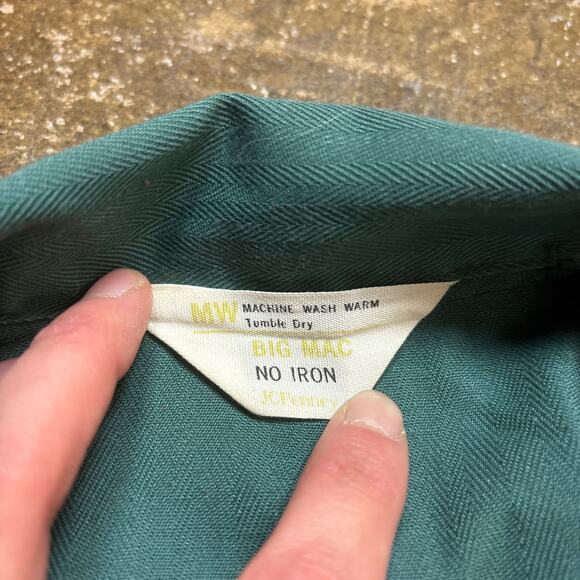 MW MACHINE WASH WARM
Tumble Dry
BIG MAC
NO IRON
JCPenney